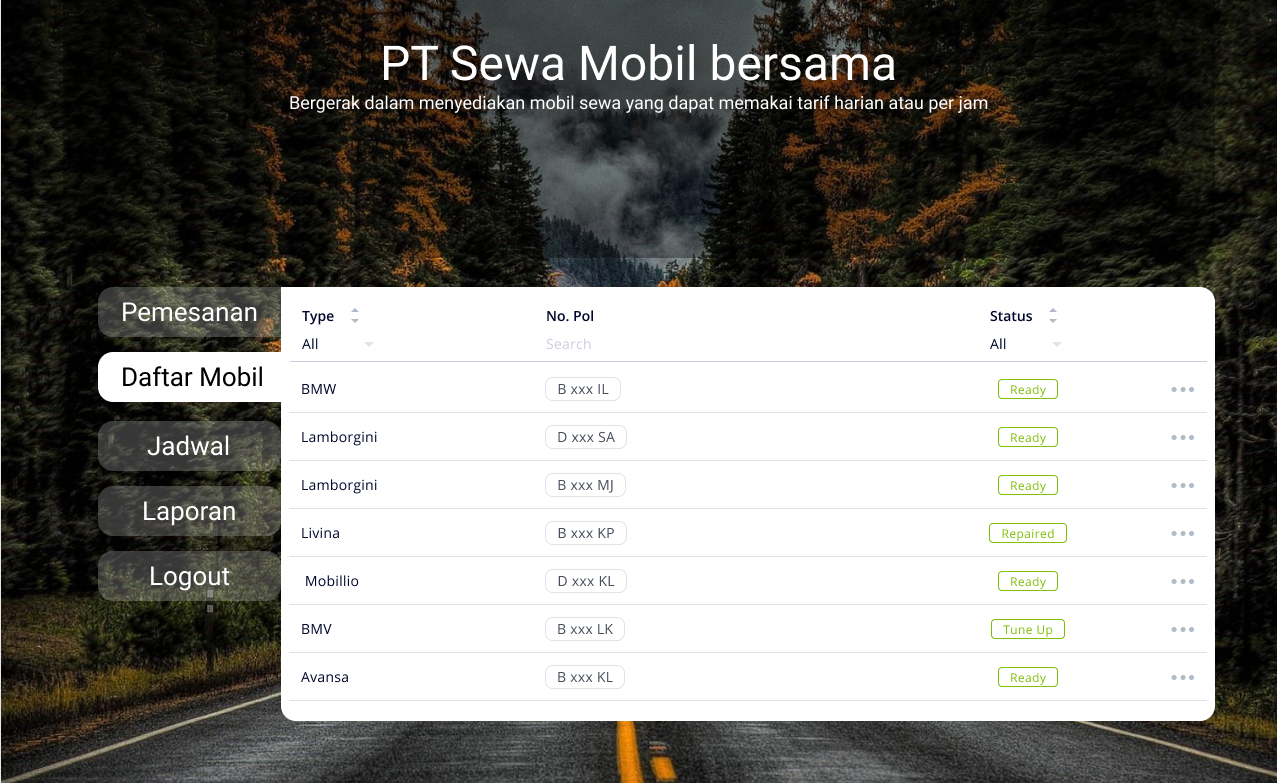 PT Sewa Mobil bersama
Bergerak dalam menyediakan mobil sewa yang dapat memakai tarif harian atau per jam
Pemesanan
Daftar Mobil
Jadwal
Laporan
Logout
Type No. Pol Status
All Search All
BMW B xxx IL Ready
Lamborgini D xxx SA Ready
Lamborgini B xxx MJ Ready
Livina B xxx KP Repaired
Mobillio D xxx KL Ready
BMV B xxx LK Tune Up
Avansa B xxx KL Ready